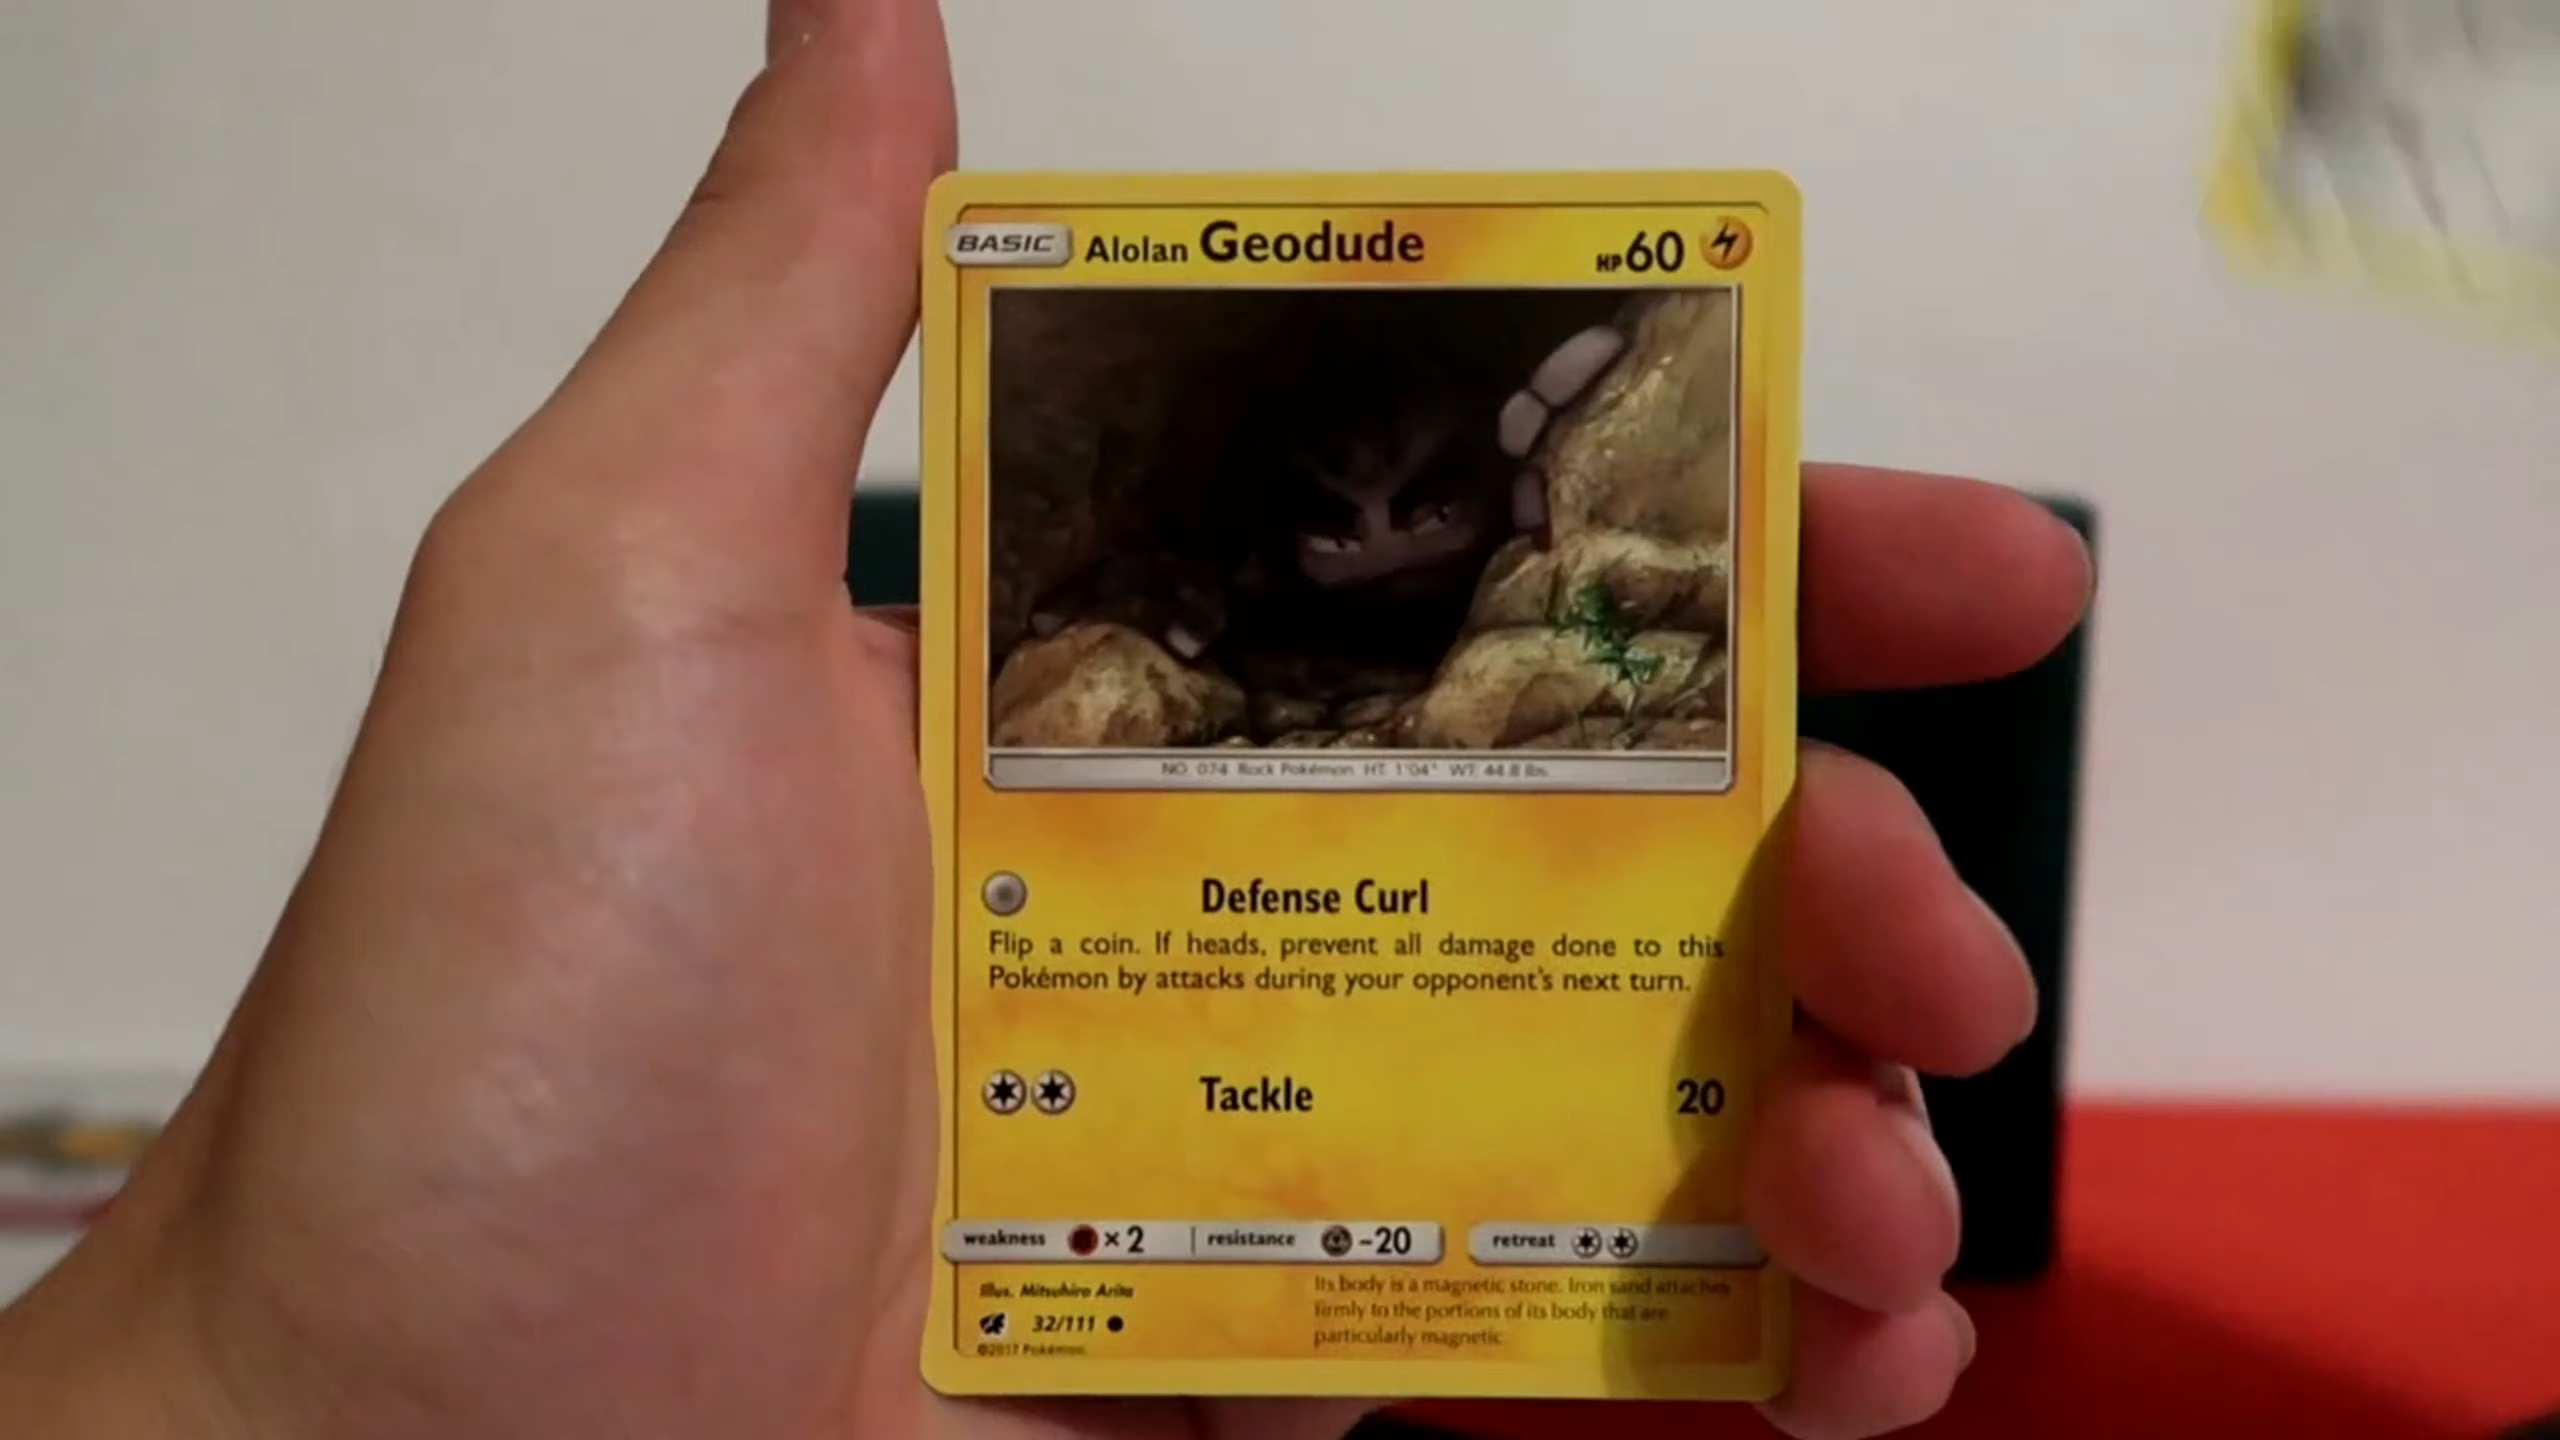 BASIC Alolan Geodude HP60
NO. 074 Rock Pokémon HT: 1'04" WT: 44.8 lbs.
Defense Curl
Flip a coin. If heads, prevent all damage done to this
Pokémon by attacks during your opponent's next turn.
Tackle 20
weakness ×2 resistance -20 retreat
Illus. Mitsuhiro Arita
32/111
©2017 Pokémon
Its body is a magnetic stone. Iron sand attaches
firmly to the portions of its body that are
particularly magnetic.